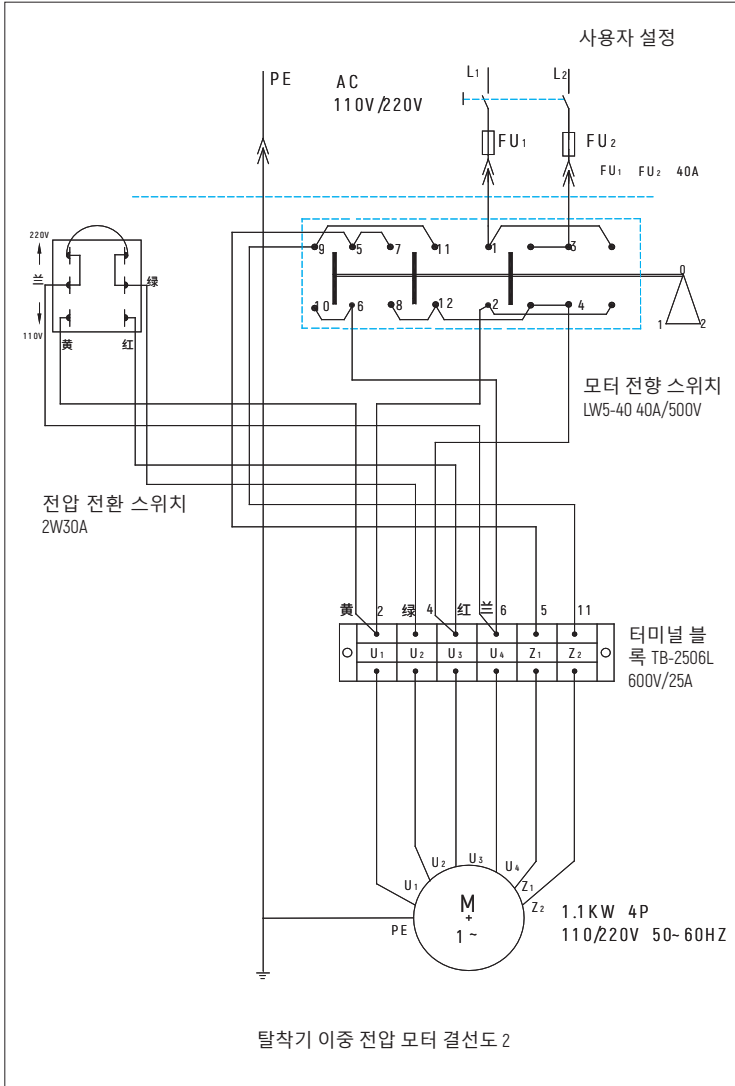 사용자 설정
L1
L2
PE
AC
110V/220V
FU1
FU2
FU1 FU2 40A
220V
兰
绿
110V
黄
红
9
5
7
11
1
3
0
10
6
8
12
2
4
1
2
모터 전향 스위치
LW5-40 40A/500V
전압 전환 스위치
2W30A
黄 2 绿 4 红 兰 6 5 11
U1 U2 U3 U4 Z1 Z2
터미널 블
록 TB-2506L
600V/25A
U1
U2
U3
U4
Z1
Z2
PE
M
1 ~
1.1KW 4P
110/220V 50~60HZ
탈착기 이중 전압 모터 결선도 2